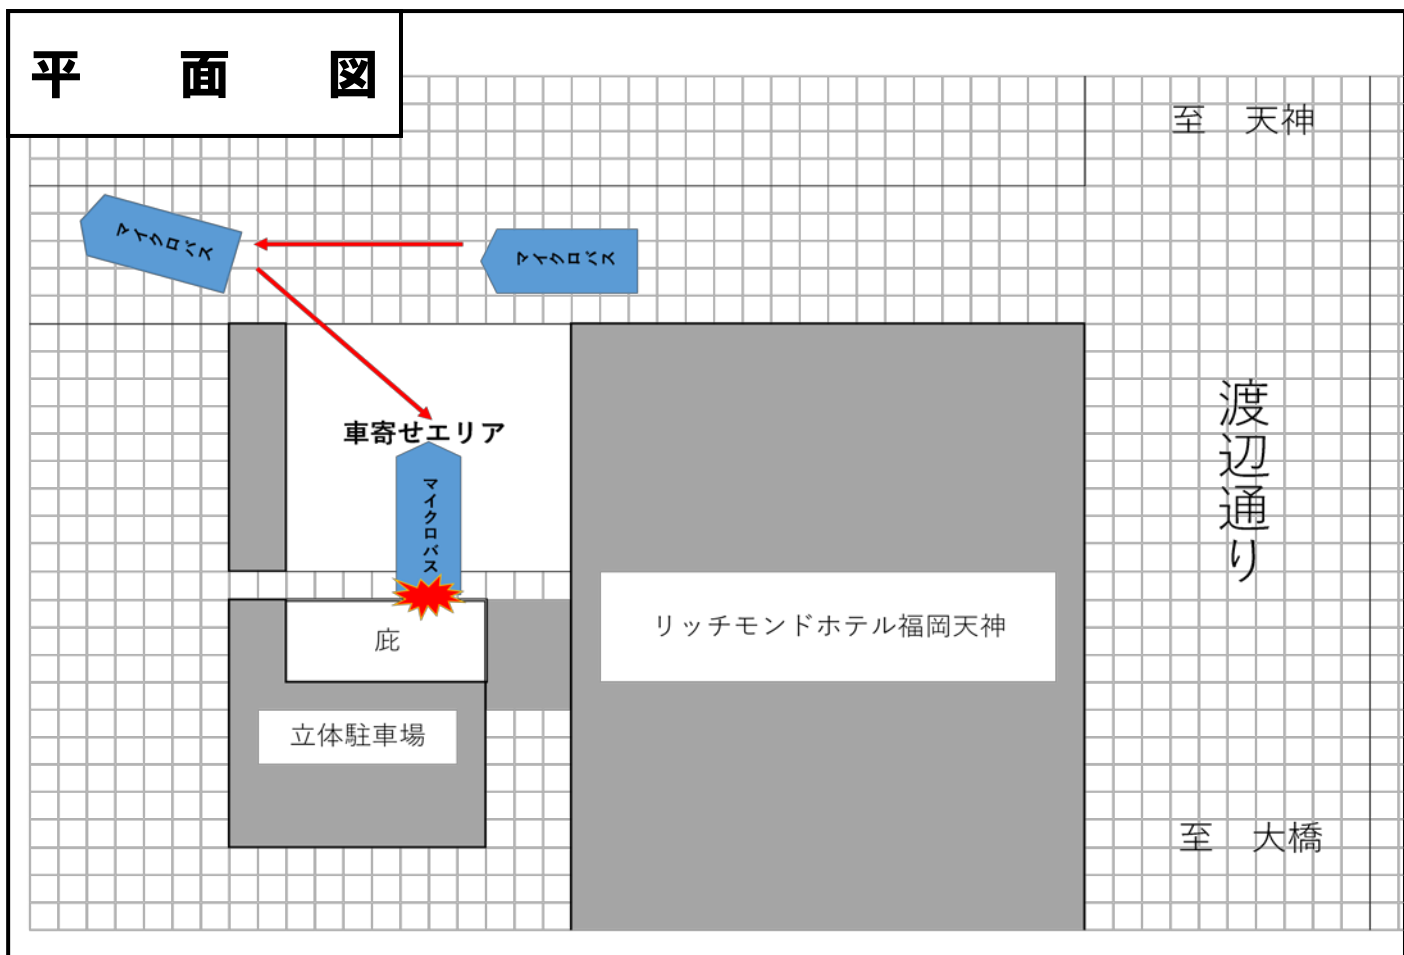 平 面 図
至 天神
マイクロバス
マイクロバス
渡辺通り
車寄せエリア
マイクロバス
リッチモンドホテル福岡天神
庇
立体駐車場
至 大橋